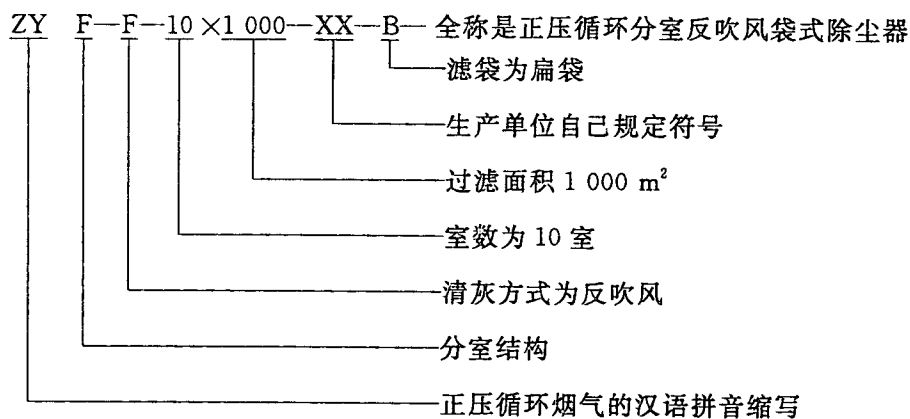 ZY F—F—10×1 000—XX—B— 全称是正压循环分室反吹风袋式除尘器
滤袋为扁袋
生产单位自己规定符号
过滤面积 1 000 m²
室数为 10 室
清灰方式为反吹风
分室结构
正压循环烟气的汉语拼音缩写